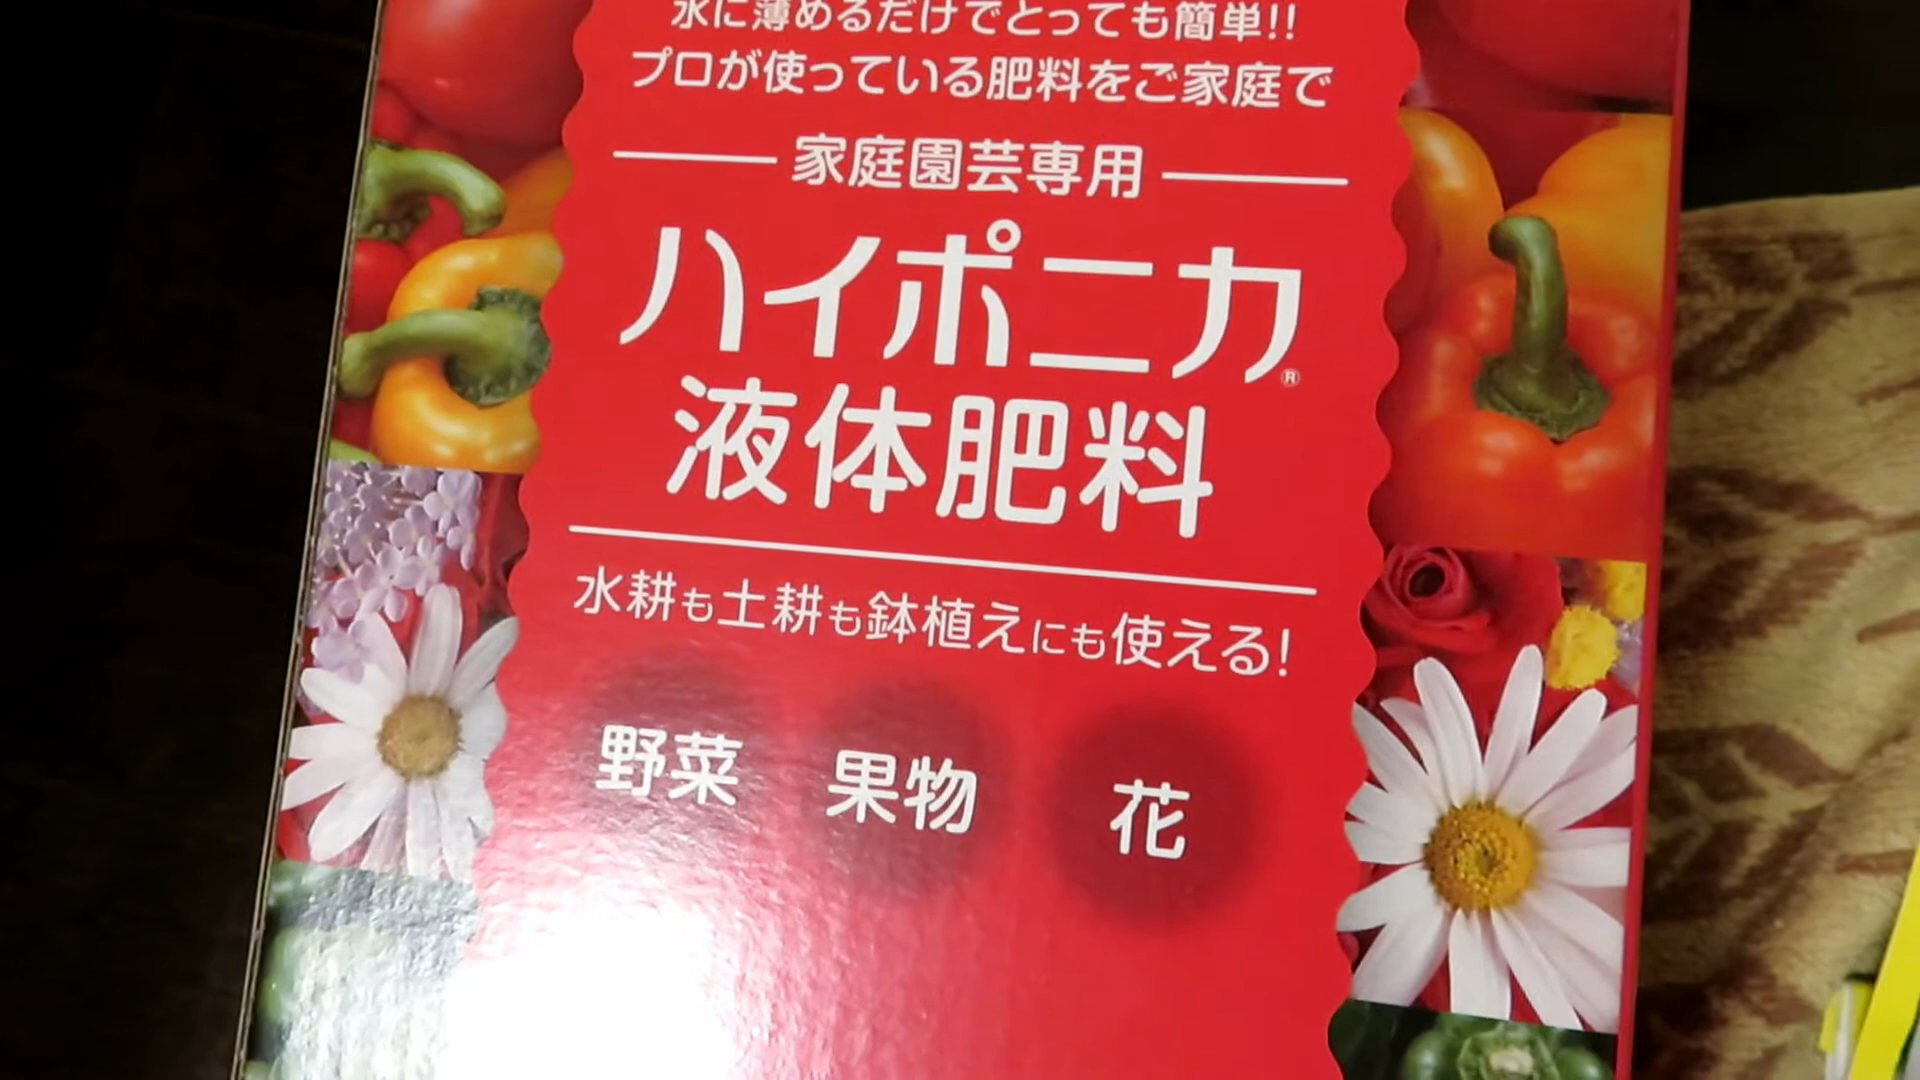 水に薄めるだけでとっても簡単!!
プロが使っている肥料をご家庭で
家庭園芸専用
ハイポニカ®
液体肥料
水耕も土耕も鉢植えにも使える!
野菜 果物 花